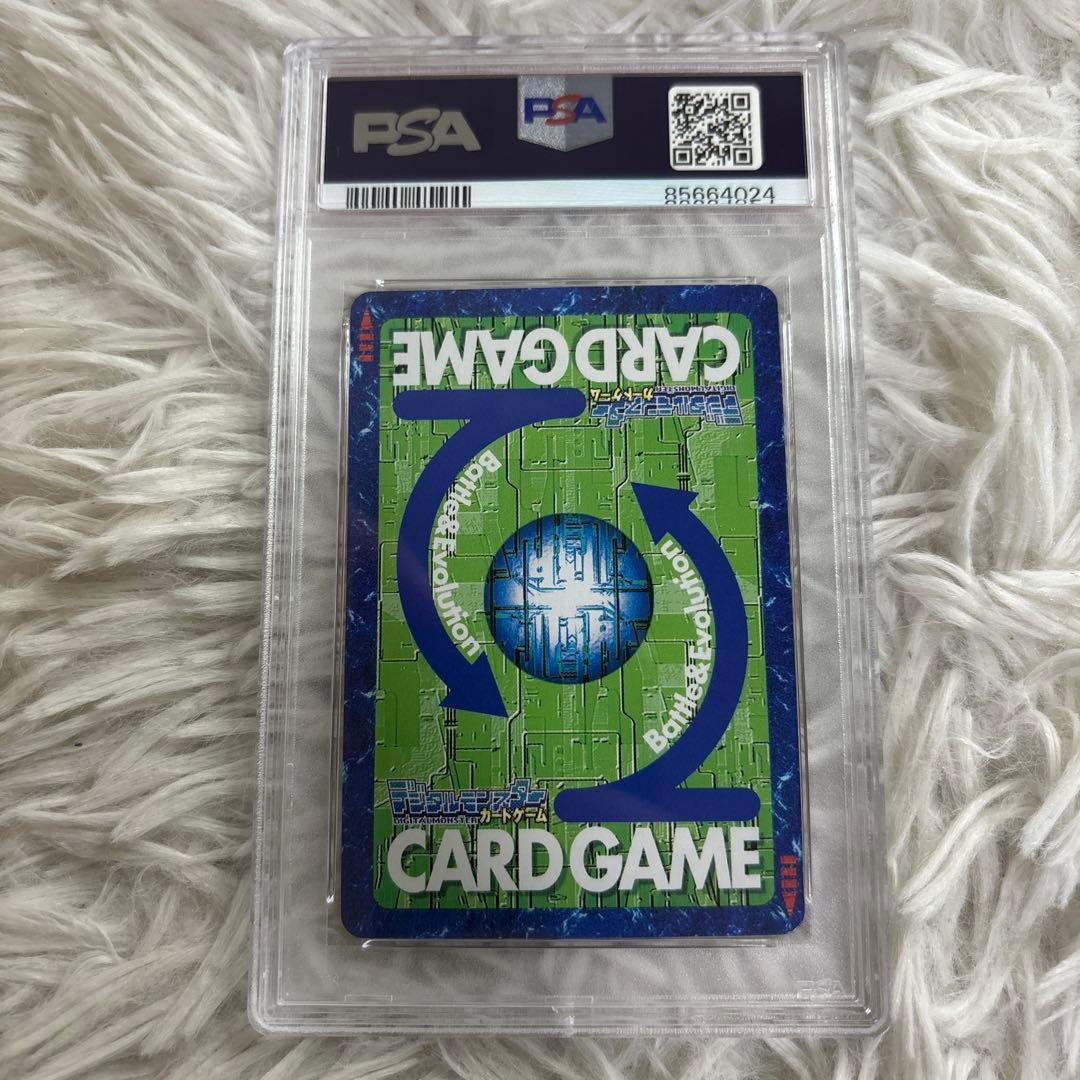 PSA
PSA
85664024
CARD GAME
デジタルモンスター
DIGITALMONSTER
カードゲーム
Battle&Evolution
Battle&Evolution
デジタルモンスター
DIGITALMONSTER カードゲーム
CARD GAME
PSA